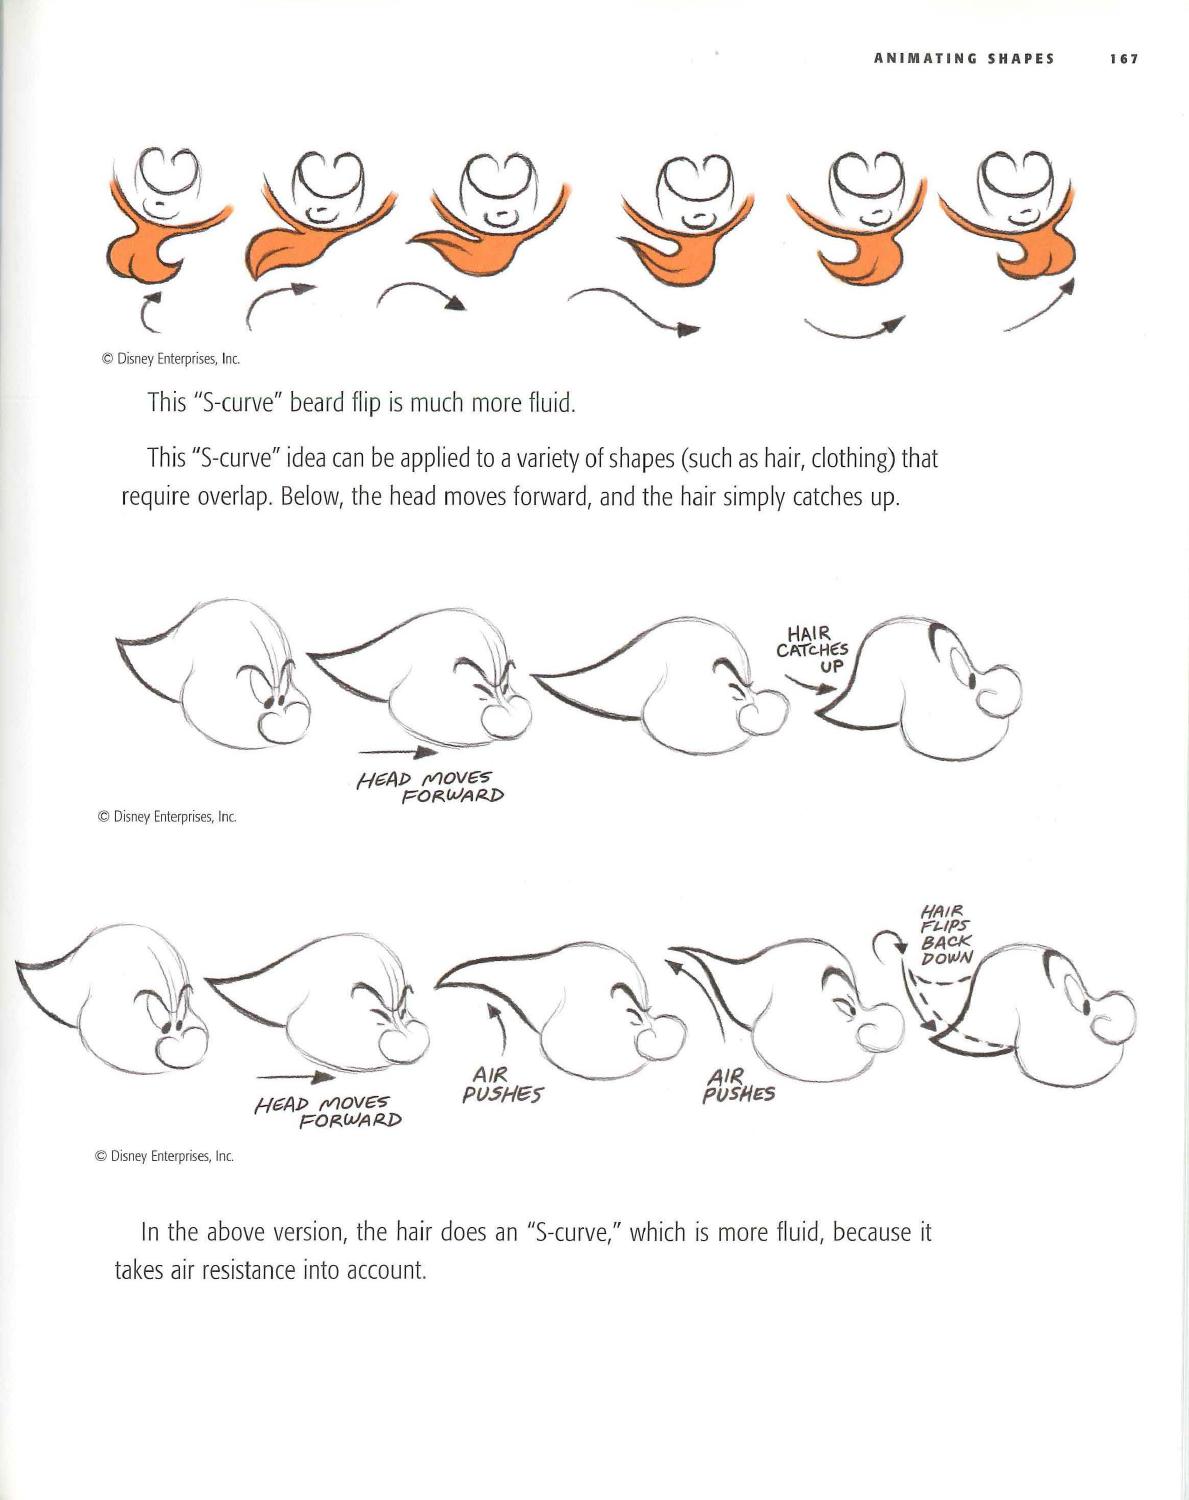 ANIMATING SHAPES 167
© Disney Enterprises, Inc.
This “S-curve” beard flip is much more fluid.
This “S-curve” idea can be applied to a variety of shapes (such as hair, clothing) that
require overlap. Below, the head moves forward, and the hair simply catches up.
HAIR
CATCHES
UP
HEAD MOVES
FORWARD
© Disney Enterprises, Inc.
HAIR
FLIPS
BACK
DOWN
HEAD MOVES
FORWARD
AIR
PUSHES
AIR
PUSHES
© Disney Enterprises, Inc.
In the above version, the hair does an “S-curve,” which is more fluid, because it
takes air resistance into account.